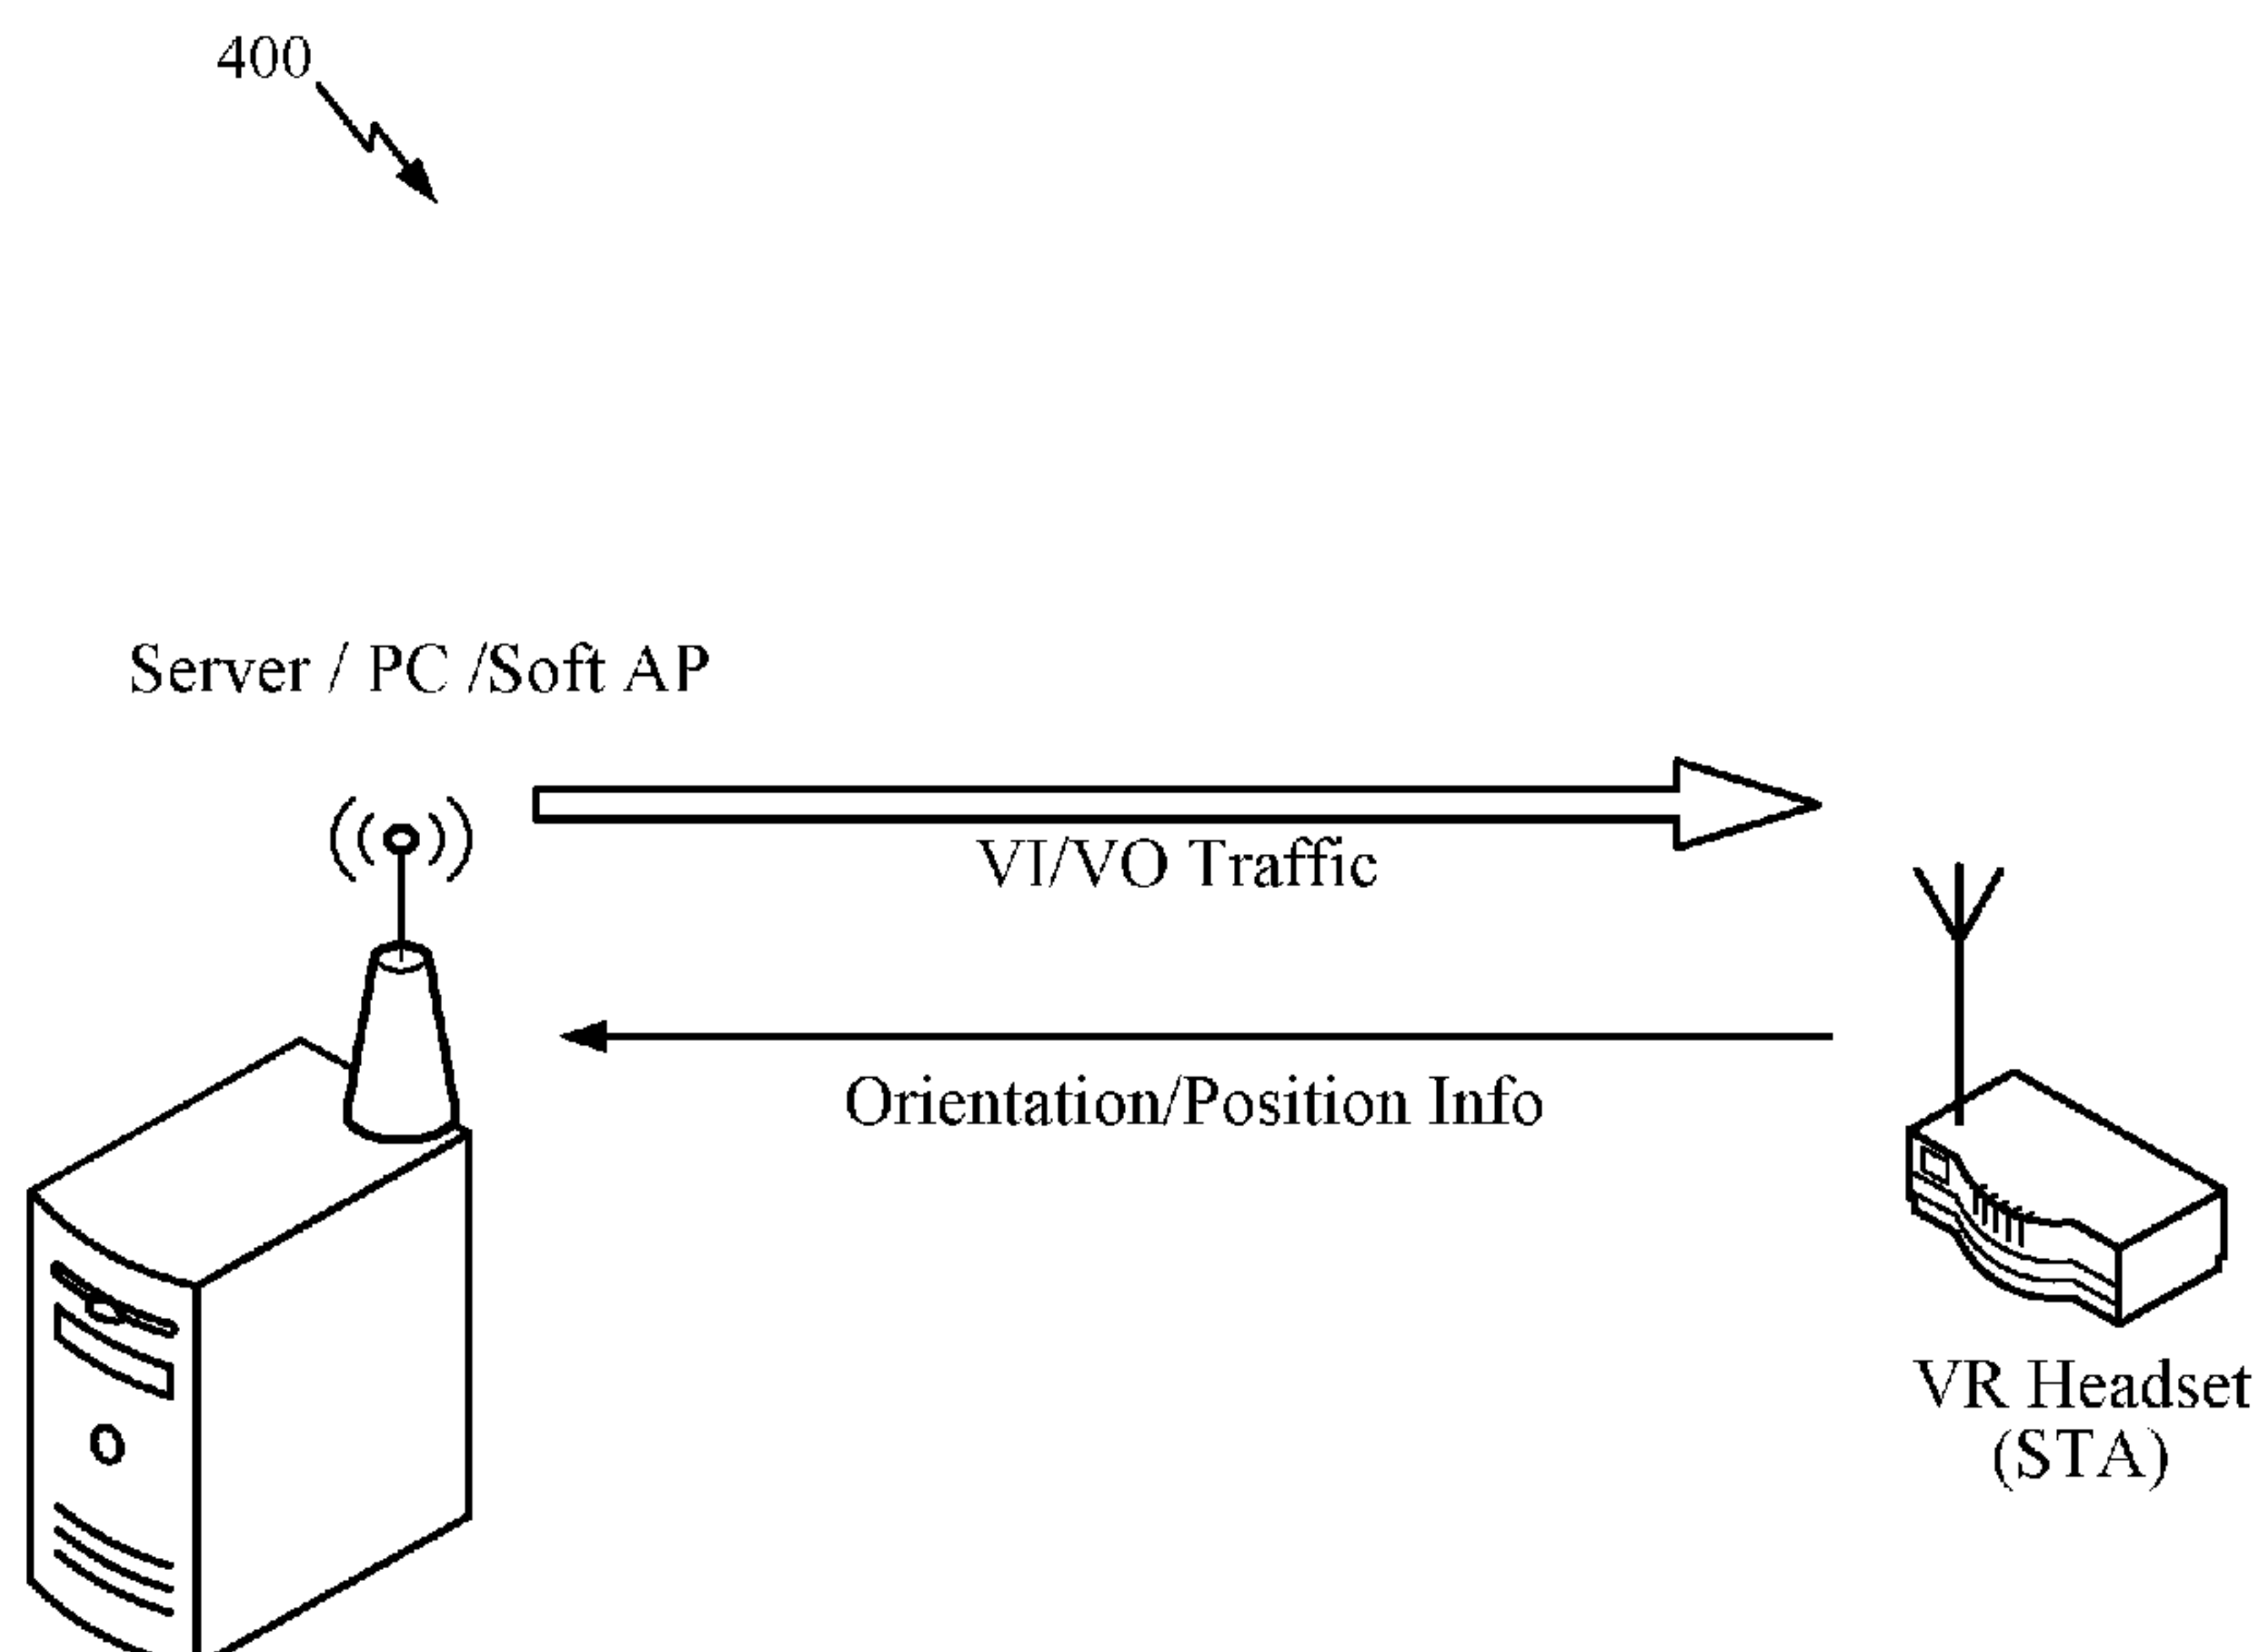 400
Server / PC /Soft AP
VI/VO Traffic
Orientation/Position Info
VR Headset
(STA)